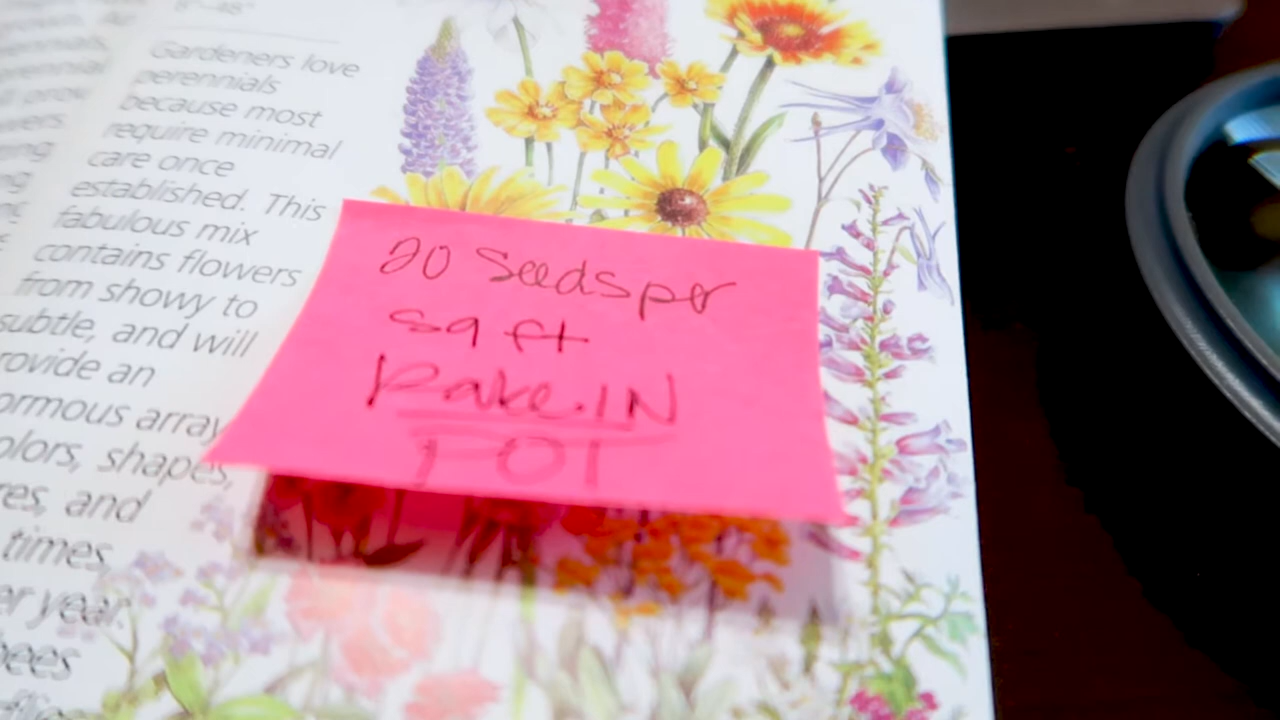 Gardeners love
perennials
because most
require minimal
care once
established. This
fabulous mix
contains flowers
from showy to
subtle, and will
rovide an
ormous array
olors, shapes,
res, and
times
er year.
bees
20 Seeds per
sq ft
Rake.IN
POT